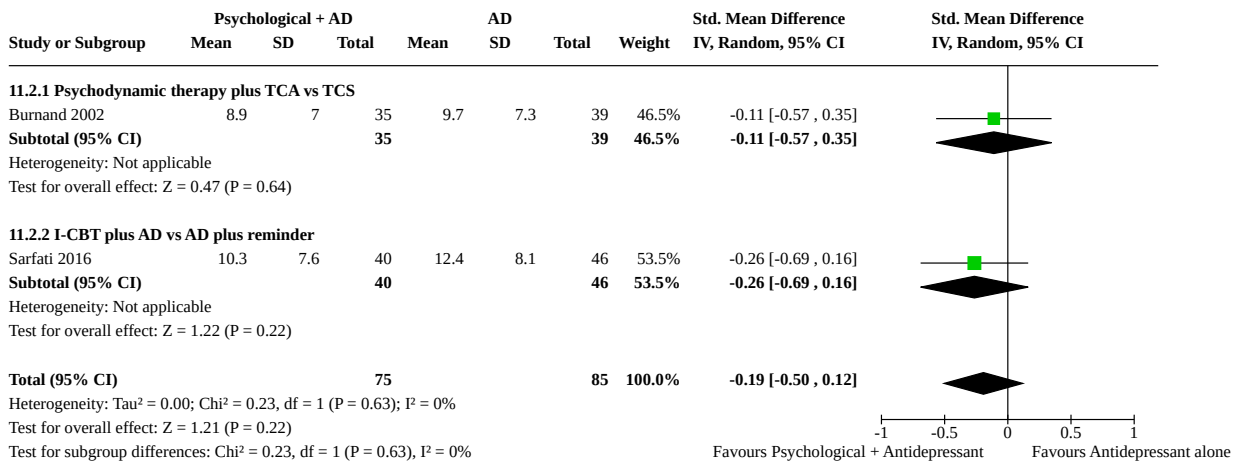 Psychological + AD AD Std. Mean Difference Std. Mean Difference
Study or Subgroup Mean SD Total Mean SD Total Weight IV, Random, 95% CI IV, Random, 95% CI
11.2.1 Psychodynamic therapy plus TCA vs TCS
Burnand 2002 8.9 7 35 9.7 7.3 39 46.5% -0.11 [-0.57 , 0.35]
Subtotal (95% CI) 35 39 46.5% -0.11 [-0.57 , 0.35]
Heterogeneity: Not applicable
Test for overall effect: Z = 0.47 (P = 0.64)
11.2.2 I-CBT plus AD vs AD plus reminder
Sarfati 2016 10.3 7.6 40 12.4 8.1 46 53.5% -0.26 [-0.69 , 0.16]
Subtotal (95% CI) 40 46 53.5% -0.26 [-0.69 , 0.16]
Heterogeneity: Not applicable
Test for overall effect: Z = 1.22 (P = 0.22)
Total (95% CI) 75 85 100.0% -0.19 [-0.50 , 0.12]
Heterogeneity: Tau² = 0.00; Chi² = 0.23, df = 1 (P = 0.63); I² = 0%
Test for overall effect: Z = 1.21 (P = 0.22)
-1 -0.5 0 0.5 1
Test for subgroup differences: Chi² = 0.23, df = 1 (P = 0.63), I² = 0% Favours Psychological + Antidepressant Favours Antidepressant alone